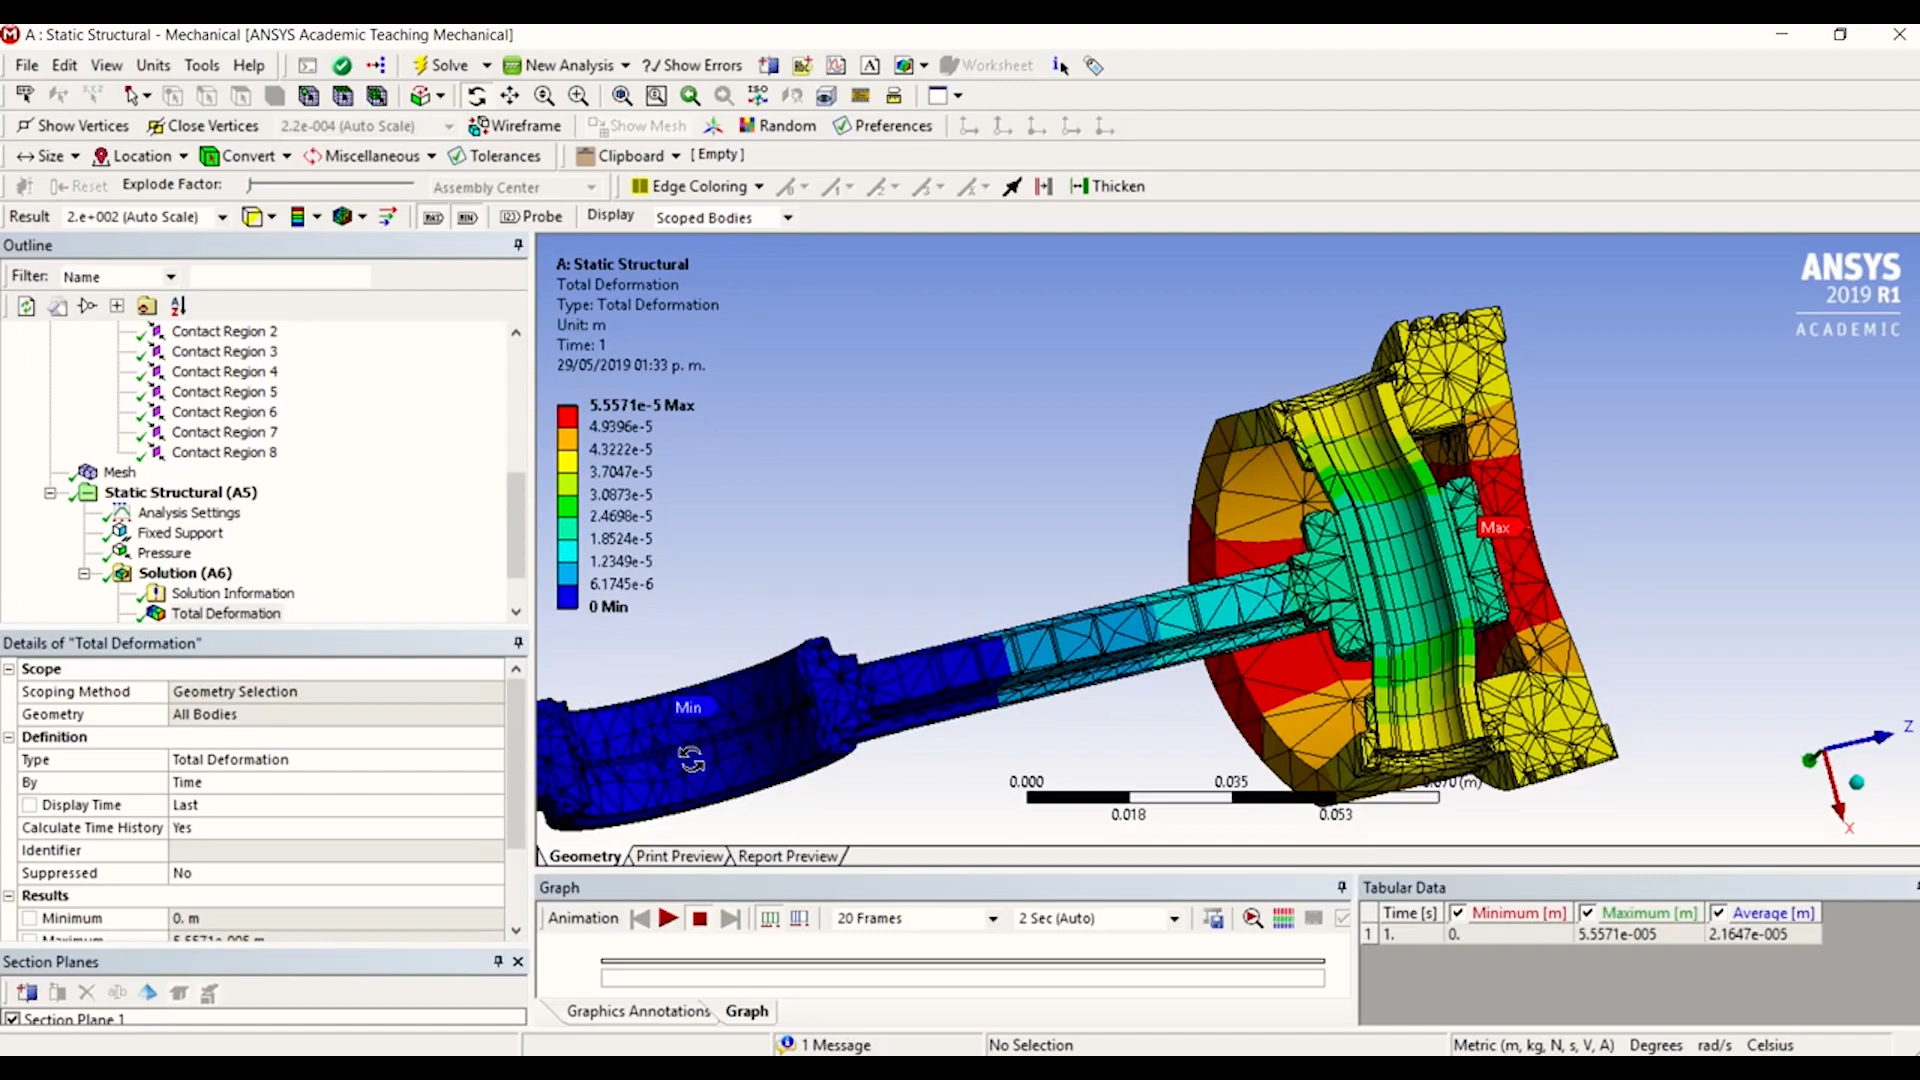 A : Static Structural - Mechanical [ANSYS Academic Teaching Mechanical]
File Edit View Units Tools Help Solve New Analysis ?/ Show Errors Worksheet
Show Vertices Close Vertices 2.2e-004 (Auto Scale) Wireframe Show Mesh Random Preferences
Size Location Convert Miscellaneous Tolerances Clipboard [ Empty ]
Reset Explode Factor: Assembly Center Edge Coloring Thicken
Result 2.e+002 (Auto Scale) Probe Display Scoped Bodies
Outline
Filter: Name
Contact Region 2
Contact Region 3
Contact Region 4
Contact Region 5
Contact Region 6
Contact Region 7
Contact Region 8
Mesh
Static Structural (A5)
Analysis Settings
Fixed Support
Pressure
Solution (A6)
Solution Information
Total Deformation
Details of "Total Deformation"
Scope
Scoping Method Geometry Selection
Geometry All Bodies
Definition
Type Total Deformation
By Time
Display Time Last
Calculate Time History Yes
Identifier
Suppressed No
Results
Minimum 0. m
Maximum 5.5571e-005 m
Section Planes
Section Plane 1
A: Static Structural
Total Deformation
Type: Total Deformation
Unit: m
Time: 1
29/05/2019 01:33 p. m.
5.5571e-5 Max
4.9396e-5
4.3222e-5
3.7047e-5
3.0873e-5
2.4698e-5
1.8524e-5
1.2349e-5
6.1745e-6
0 Min
ANSYS
2019 R1
ACADEMIC
Max
Min
Z
X
0.000 0.035 0.070 (m)
0.018 0.053
Geometry Print Preview Report Preview
Graph
Animation 20 Frames 2 Sec (Auto)
Graphics Annotations Graph
Tabular Data
Time [s] Minimum [m] Maximum [m] Average [m]
1 1. 0. 5.5571e-005 2.1647e-005
1 Message No Selection Metric (m, kg, N, s, V, A) Degrees rad/s Celsius